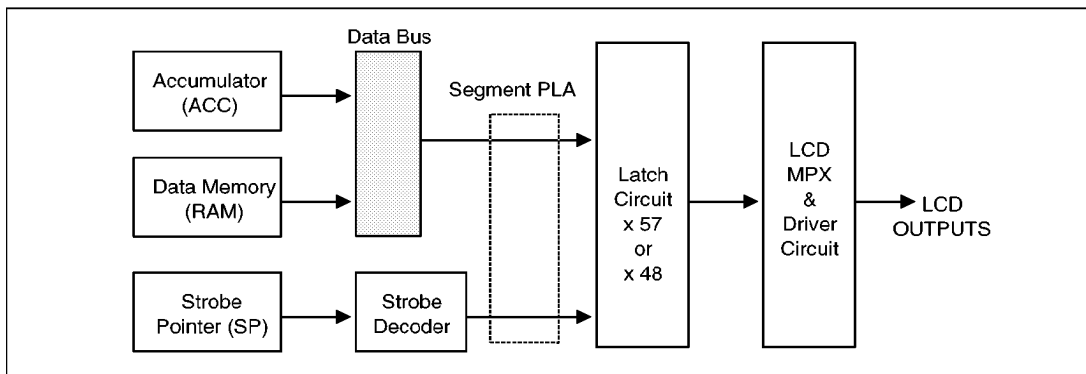 Data Bus
Accumulator
(ACC)
Segment PLA
Data Memory
(RAM)
Strobe
Pointer (SP)
Strobe
Decoder
Latch
Circuit
x 57
or
x 48
LCD
MPX
&
Driver
Circuit
LCD
OUTPUTS